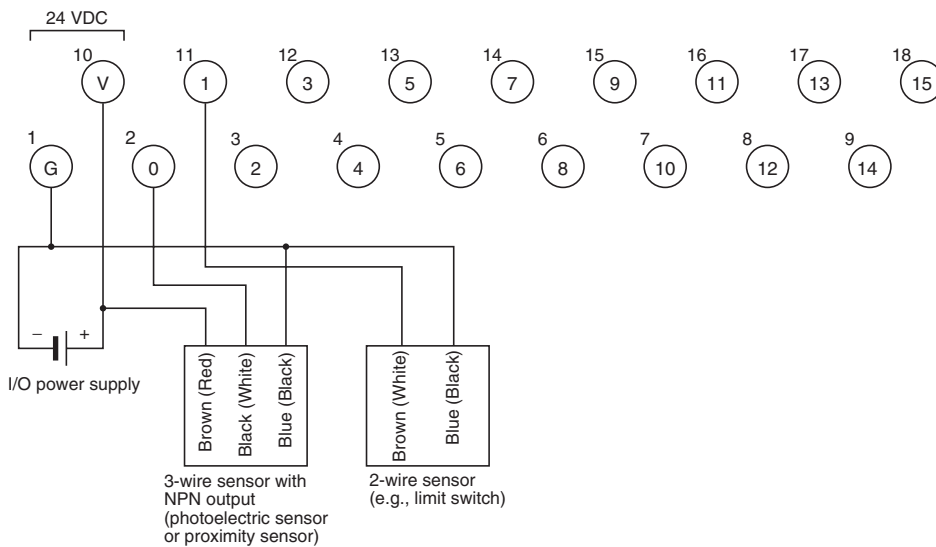 24 VDC
10 11 12 13 14 15 16 17 18
V 1 3 5 7 9 11 13 15
1 2 3 4 5 6 7 8 9
G 0 2 4 6 8 10 12 14
− +
I/O power supply
Brown (Red)
Black (White)
Blue (Black)
Brown (White)
Blue (Black)
3-wire sensor with
NPN output
(photoelectric sensor
or proximity sensor)
2-wire sensor
(e.g., limit switch)